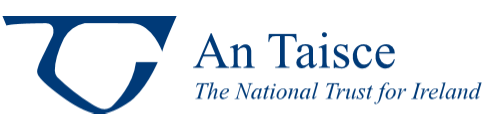 An Taisce
The National Trust for Ireland